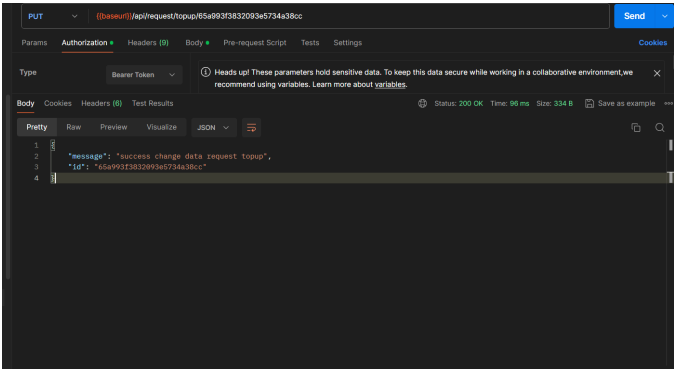 PUT {{baseurl}}/api/request/topup/65a993f3832093e5734a38cc Send
Params Authorization Headers (9) Body Pre-request Script Tests Settings Cookies
Type Bearer Token Heads up! These parameters hold sensitive data. To keep this data secure while working in a collaborative environment,we
recommend using variables. Learn more about variables.
Body Cookies Headers (6) Test Results Status: 200 OK Time: 96 ms Size: 334 B Save as example
Pretty Raw Preview Visualize JSON
1 {
2 "message": "success change data request topup",
3 "id": "65a993f3832093e5734a38cc"
4 }